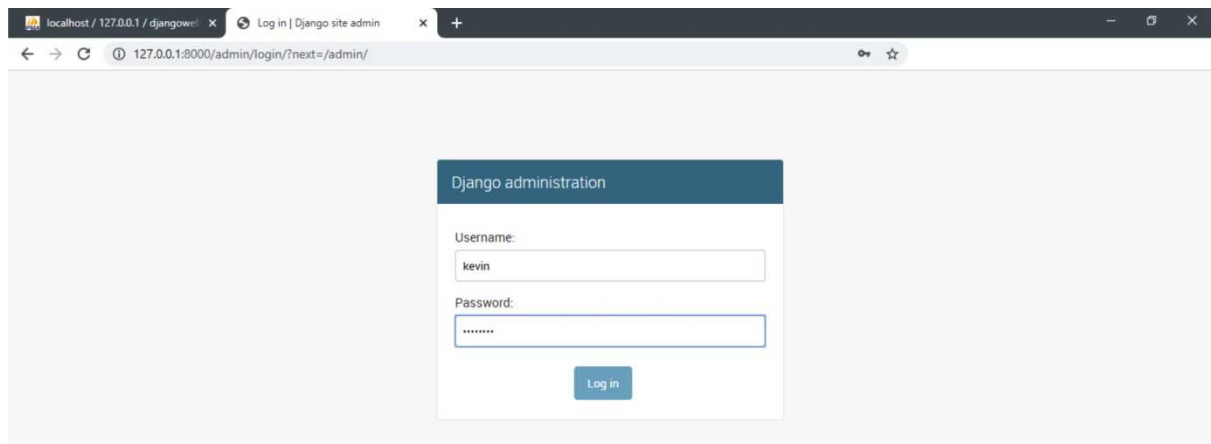 localhost / 127.0.0.1 / djangowe
Log in | Django site admin
127.0.0.1:8000/admin/login/?next=/admin/
Django administration
Username:
kevin
Password:
••••••••
Log in